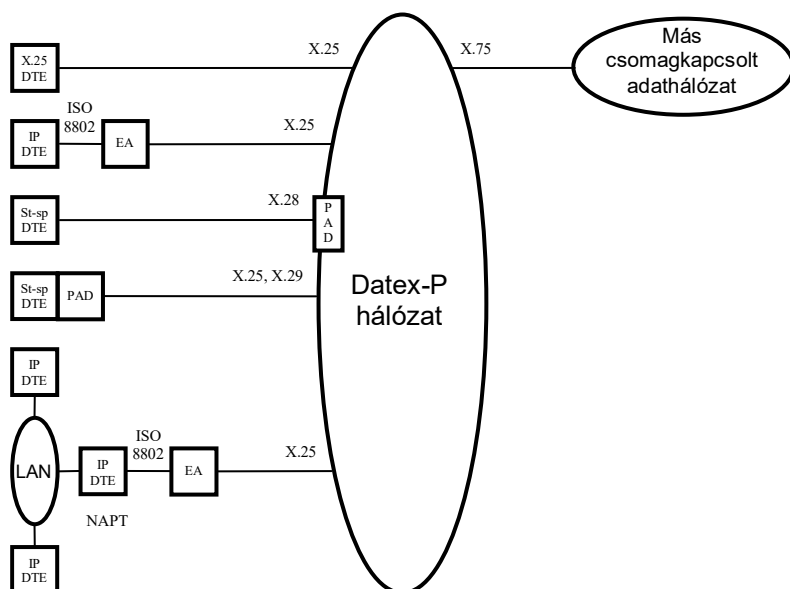 X.25
DTE
X.25
X.75
Más
csomagkapcsolt
adathálózat
IP
DTE
ISO
8802
EA
X.25
St-sp
DTE
X.28
P
A
D
St-sp
DTE
PAD
X.25, X.29
Datex-P
hálózat
IP
DTE
LAN
IP
DTE
ISO
8802
EA
X.25
NAPT
IP
DTE